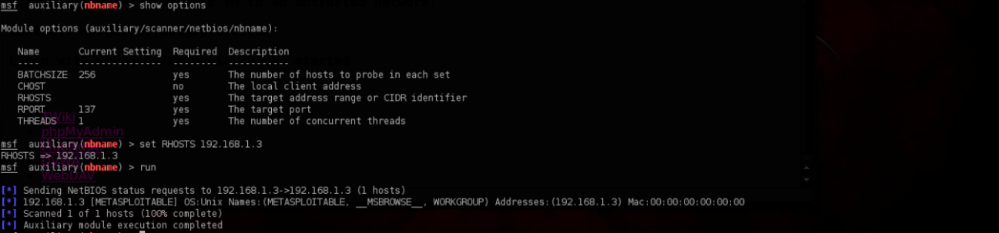 msf auxiliary(nbname) > show options
Module options (auxiliary/scanner/netbios/nbname):
Name Current Setting Required Description
---- --------------- -------- -----------
BATCHSIZE 256 yes The number of hosts to probe in each set
CHOST no The local client address
RHOSTS yes The target address range or CIDR identifier
RPORT 137 yes The target port
THREADS 1 yes The number of concurrent threads
TWiki
phpMyAdmin
msf auxiliary(nbname) > set RHOSTS 192.168.1.3
RHOSTS => 192.168.1.3
msf auxiliary(nbname) > run
WebDAV
[*] Sending NetBIOS status requests to 192.168.1.3->192.168.1.3 (1 hosts)
[*] 192.168.1.3 [METASPLOITABLE] OS:Unix Names:(METASPLOITABLE, __MSBROWSE__, WORKGROUP) Addresses:(192.168.1.3) Mac:00:00:00:00:00:00
[*] Scanned 1 of 1 hosts (100% complete)
[*] Auxiliary module execution completed